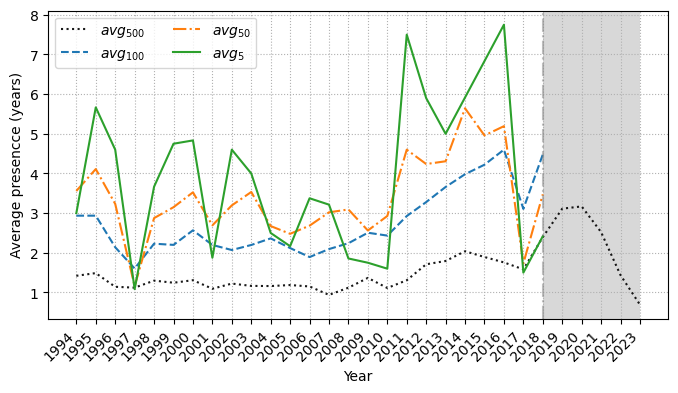 avg500 avg50
avg100 avg5
8
7
6
5
4
3
2
1
Average presencce (years)
1994 1995 1996 1997 1998 1999 2000 2001 2002 2003 2004 2005 2006 2007 2008 2009 2010 2011 2012 2013 2014 2015 2016 2017 2018 2019 2020 2021 2022 2023
Year